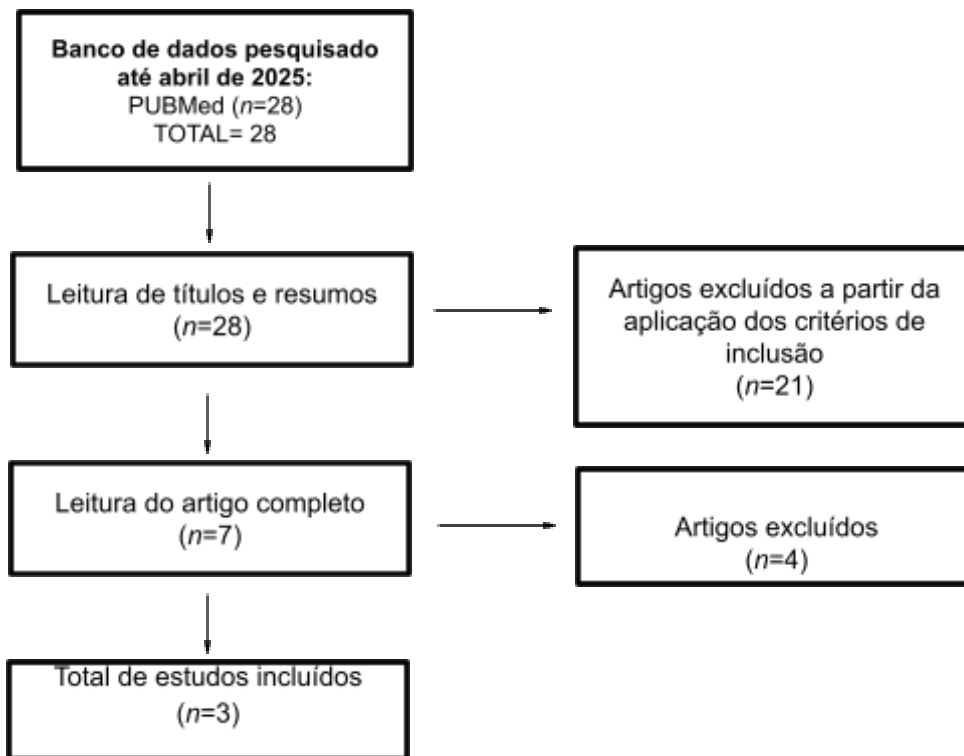 Banco de dados pesquisado
até abril de 2025:
PUBMed (n=28)
TOTAL= 28
Leitura de títulos e resumos
(n=28)
Artigos excluídos a partir da
aplicação dos critérios de
inclusão
(n=21)
Leitura do artigo completo
(n=7)
Artigos excluídos
(n=4)
Total de estudos incluídos
(n=3)